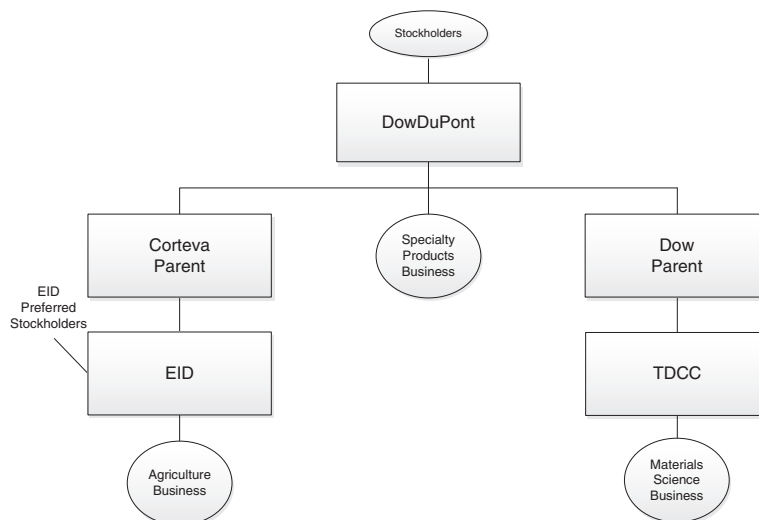 Stockholders
DowDuPont
Corteva
Parent
Specialty
Products
Business
Dow
Parent
EID
Preferred
Stockholders
EID
TDCC
Agriculture
Business
Materials
Science
Business